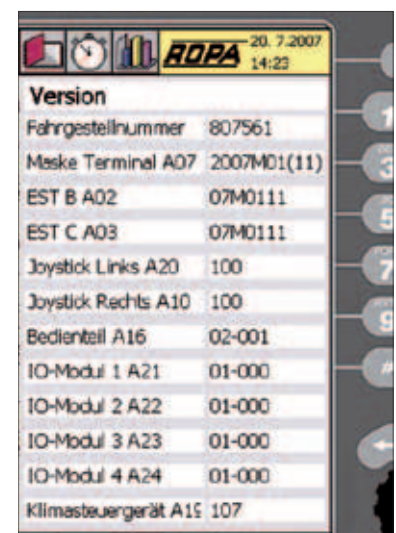 ROPA
20. 7.2007
14:23
Version
Fahrgestellnummer 807561
Maske Terminal A07 2007M01(11)
EST B A02 07M0111
EST C A03 07M0111
Joystick Links A20 100
Joystick Rechts A10 100
Bedienteil A16 02-001
IO-Modul 1 A21 01-000
IO-Modul 2 A22 01-000
IO-Modul 3 A23 01-000
IO-Modul 4 A24 01-000
Klimasteuergerät A19 107
1
3
5
7
9
#